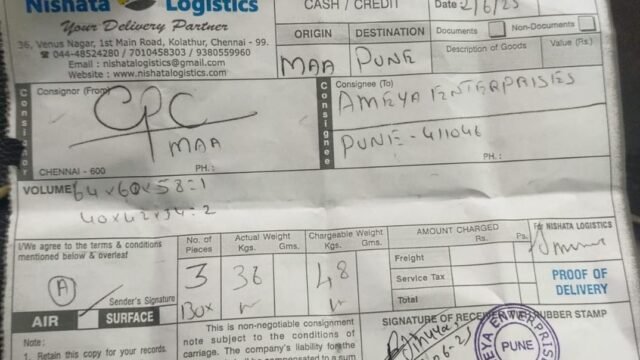 Nishata Logistics
Your Delivery Partner
36, Venus Nagar, 1st Main Road, Kolathur, Chennai - 99.
☎ 044-48524280 / 7010458303 / 9380559960
Email : nishatalogistics@gmail.com
Website : www.nishatalogistics.com
CASH / CREDIT
Date 2/6/25
ORIGIN DESTINATION
MAA PUNE
Documents Non-Documents
Description of Goods Value (Rs.)
Consignor
Consignor (From)
CPC
MAA
CHENNAI - 600 PH. :
Consignee
Consignee (To)
AMEYA ENTERPRISES
PUNE - 411046
PH. :
VOLUME 64×60×58=1
40×42×34=2
I/We agree to the terms & conditions
mentioned below & overleaf
A
Sender's Signature
AIR SURFACE
No. of
Pieces
3
BOX
Actual Weight
Kgs. Gms.
38
Chargeable Weight
Kgs. Gms.
48
AMOUNT CHARGED
Rs. Ps.
Freight
Service Tax
Total
For NISHATA LOGISTICS
PROOF OF
DELIVERY
Note :
1. Retain this copy for your records.
This is non-negotiable consignment
note subject to the conditions of
carriage. The company's liability for the
SIGNATURE OF RUBBER STAMP
PUNE